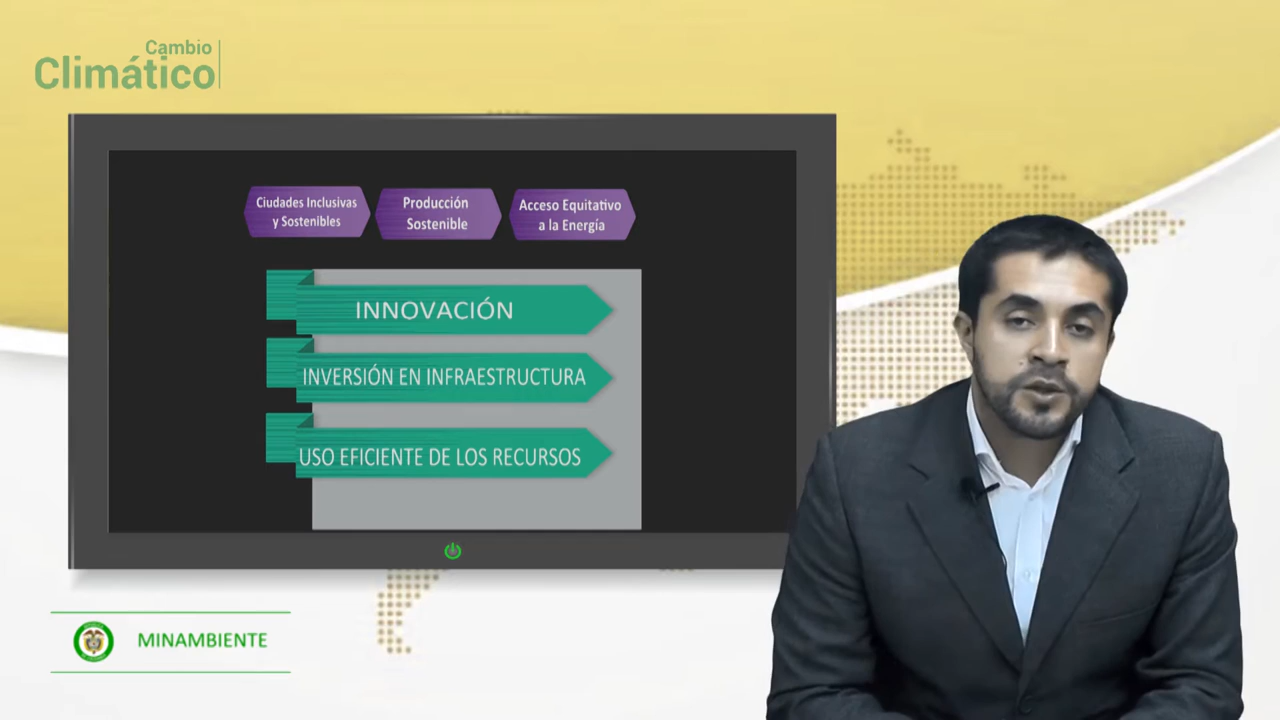 Cambio
Climático
Ciudades Inclusivas
y Sostenibles
Producción
Sostenible
Acceso Equitativo
a la Energía
INNOVACIÓN
INVERSIÓN EN INFRAESTRUCTURA
USO EFICIENTE DE LOS RECURSOS
MINAMBIENTE